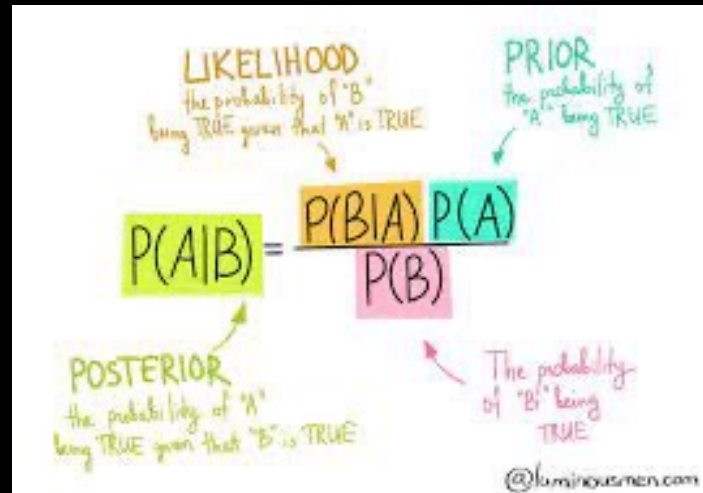 LIKELIHOOD
the probability of "B"
being TRUE given that "A" is TRUE
PRIOR
the probability of
"A" being TRUE
P(A|B) = P(B|A) P(A)
P(B)
POSTERIOR
the probability of "A"
being TRUE given that "B" is TRUE
The probability
of "B" being
TRUE
@luminousmen.com